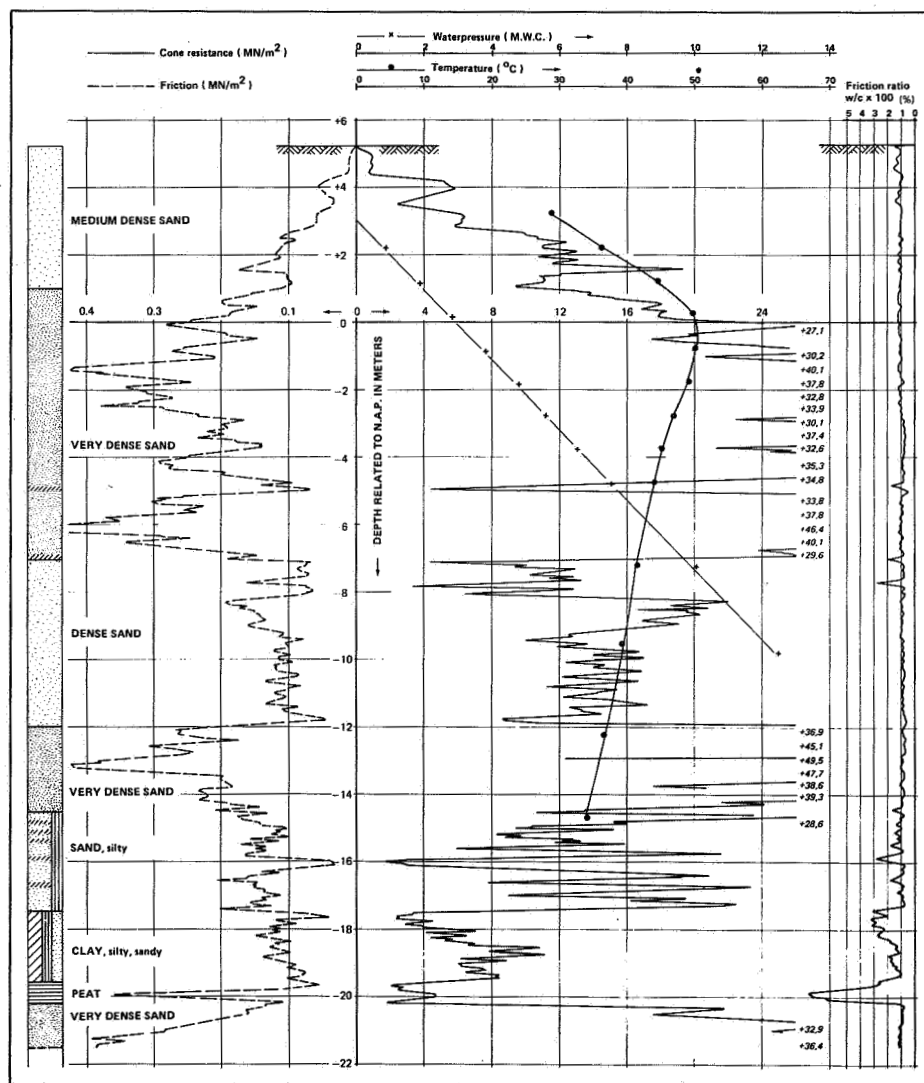 Cone resistance ( MN/m² )
Friction ( MN/m² )
Waterpressure ( M.W.C. )
0 2 4 6 8 10 12 14
Temperature ( °C )
0 10 20 30 20 50 60 70
Friction ratio
w/c x 100 (%)
5 4 3 2 1 0
+6
+4
MEDIUM DENSE SAND
+2
0.4 0.3 0.2 0.1 0 4 8 12 16 20 24
+27,1
+30,2
+40,1
-2
+37,8
+32,8
+33,9
+30,1
+37,4
VERY DENSE SAND
+32,6
-4
+35,3
+34,8
+33,8
+37,8
6
+46,4
+40,1
+29,6
DEPTH RELATED TO N.A.P. IN METERS
-8
DENSE SAND
-10
-12
+36,9
+45,1
+49,5
+47,7
+38,6
VERY DENSE SAND
-14
+39,3
+28,6
SAND, silty
-16
-18
CLAY, silty, sandy
PEAT
-20
VERY DENSE SAND
+32,9
+36,4
-22